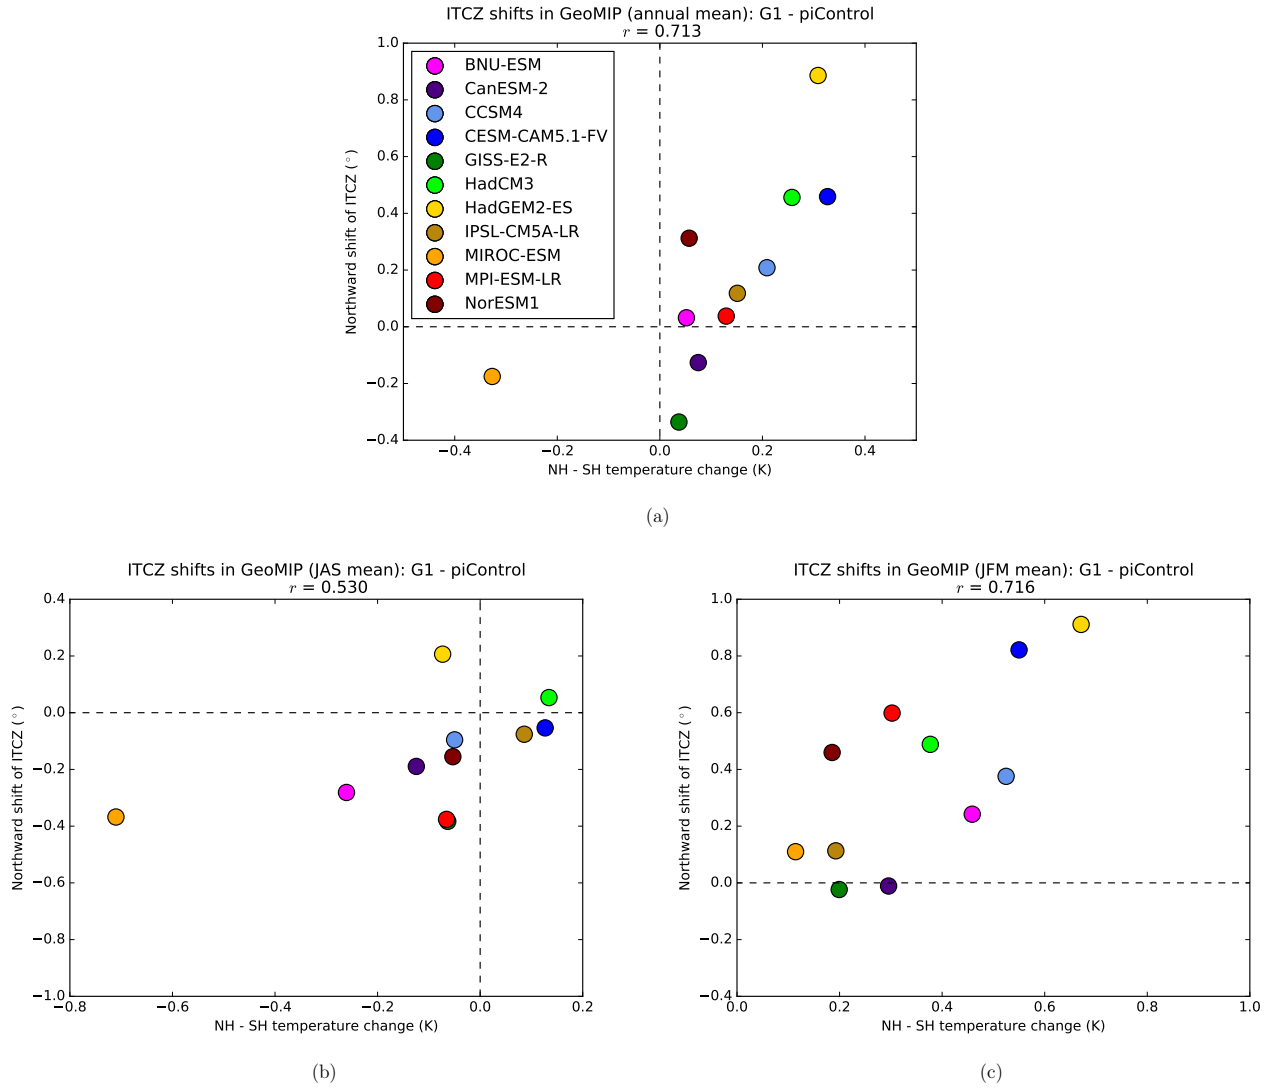 ITCZ shifts in GeoMIP (annual mean): G1 - piControl
r = 0.713
1.0
0.8
0.6
0.4
0.2
0.0
−0.2
−0.4
Northward shift of ITCZ (°)
BNU-ESM
CanESM-2
CCSM4
CESM-CAM5.1-FV
GISS-E2-R
HadCM3
HadGEM2-ES
IPSL-CM5A-LR
MIROC-ESM
MPI-ESM-LR
NorESM1
−0.4 −0.2 0.0 0.2 0.4
NH - SH temperature change (K)
(a)
ITCZ shifts in GeoMIP (JAS mean): G1 - piControl
r = 0.530
0.4
0.2
0.0
−0.2
−0.4
−0.6
−0.8
−1.0
Northward shift of ITCZ (°)
−0.8 −0.6 −0.4 −0.2 0.0 0.2
NH - SH temperature change (K)
(b)
ITCZ shifts in GeoMIP (JFM mean): G1 - piControl
r = 0.716
1.0
0.8
0.6
0.4
0.2
0.0
−0.2
−0.4
Northward shift of ITCZ (°)
0.0 0.2 0.4 0.6 0.8 1.0
NH - SH temperature change (K)
(c)